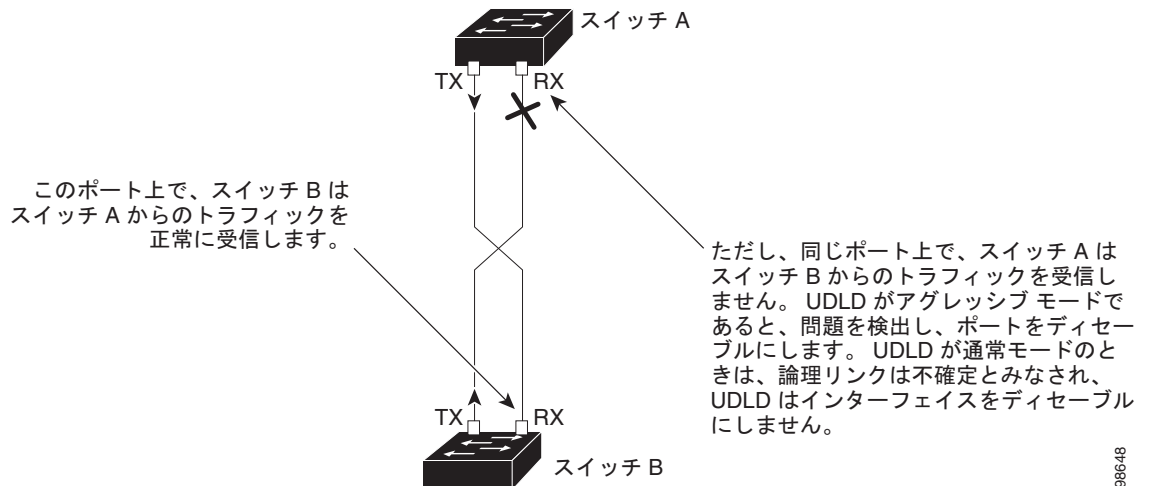 スイッチ A
TX
RX
このポート上で、スイッチ B は
スイッチ A からのトラフィックを
正常に受信します。
ただし、同じポート上で、スイッチ A は
スイッチ B からのトラフィックを受信し
ません。 UDLD がアグレッシブ モードで
あると、問題を検出し、ポートをディセー
ブルにします。 UDLD が通常モードのと
きは、論理リンクは不確定とみなされ、
UDLD はインターフェイスをディセーブル
にしません。
TX
RX
スイッチ B
98648